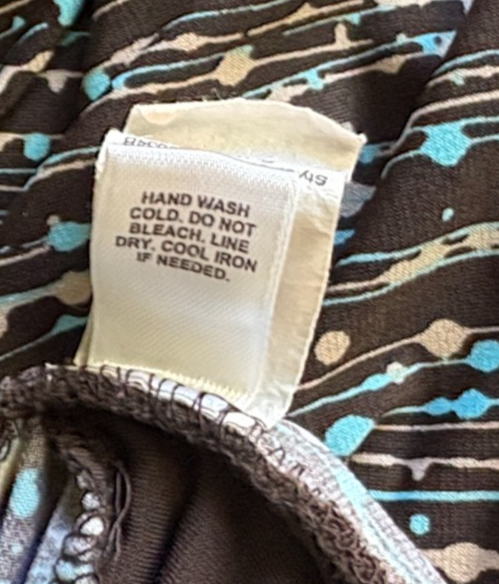 HAND WASH
COLD. DO NOT
BLEACH. LINE
DRY. COOL IRON
IF NEEDED.